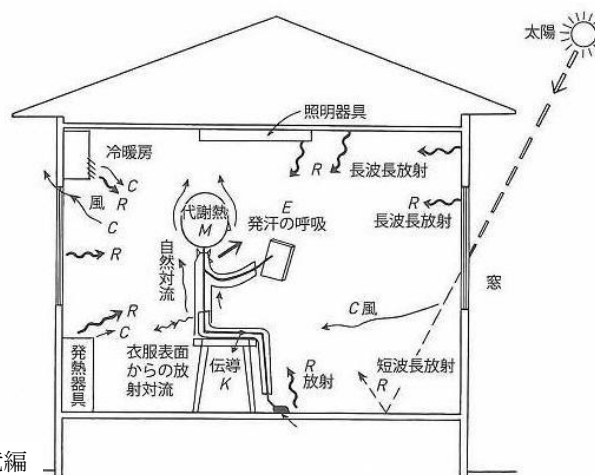 太陽
照明器具
冷暖房
C
R
風
C
R
長波長放射
R
長波長放射
代謝熱
M
E
発汗の呼吸
自然対流
R
窓
C風
R
C
発熱器具
衣服表面
からの放
射対流
伝導
K
R
放射
短波長放射
R
編